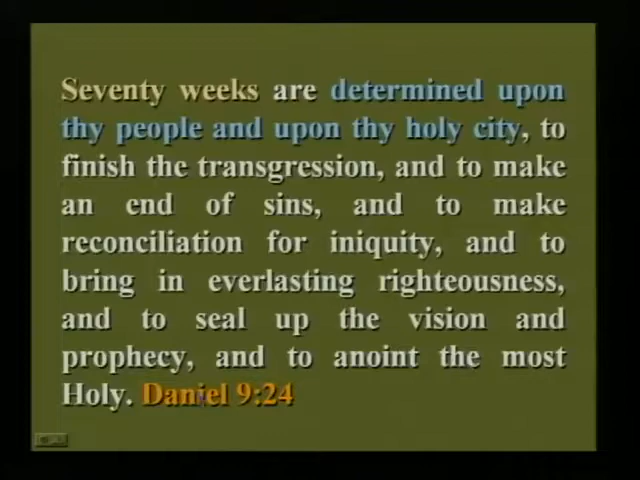 Seventy weeks are determined upon
thy people and upon thy holy city, to
finish the transgression, and to make
an end of sins, and to make
reconciliation for iniquity, and to
bring in everlasting righteousness,
and to seal up the vision and
prophecy, and to anoint the most
Holy. Daniel 9:24